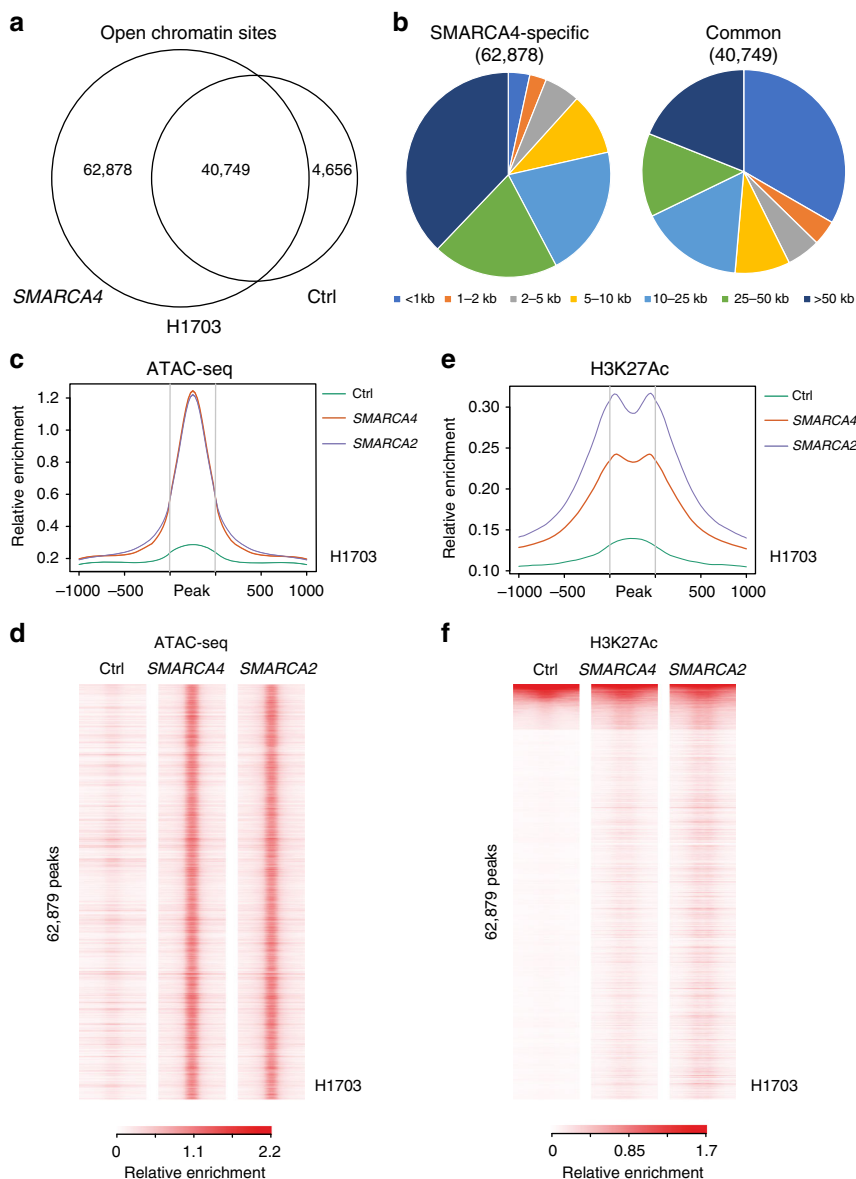 a
Open chromatin sites
62,878
40,749
4,656
SMARCA4
Ctrl
H1703
b
SMARCA4-specific
(62,878)
Common
(40,749)
<1kb
1–2 kb
2–5 kb
5–10 kb
10–25 kb
25–50 kb
>50 kb
c
ATAC-seq
Relative enrichment
1.2
1.0
0.8
0.6
0.4
0.2
–1000
–500
Peak
500
1000
Ctrl
SMARCA4
SMARCA2
H1703
e
H3K27Ac
Relative enrichment
0.30
0.25
0.20
0.15
0.10
–1000
–500
Peak
500
1000
Ctrl
SMARCA4
SMARCA2
H1703
d
ATAC-seq
Ctrl
SMARCA4
SMARCA2
62,879 peaks
H1703
0
1.1
2.2
Relative enrichment
f
H3K27Ac
Ctrl
SMARCA4
SMARCA2
62,879 peaks
H1703
0
0.85
1.7
Relative enrichment